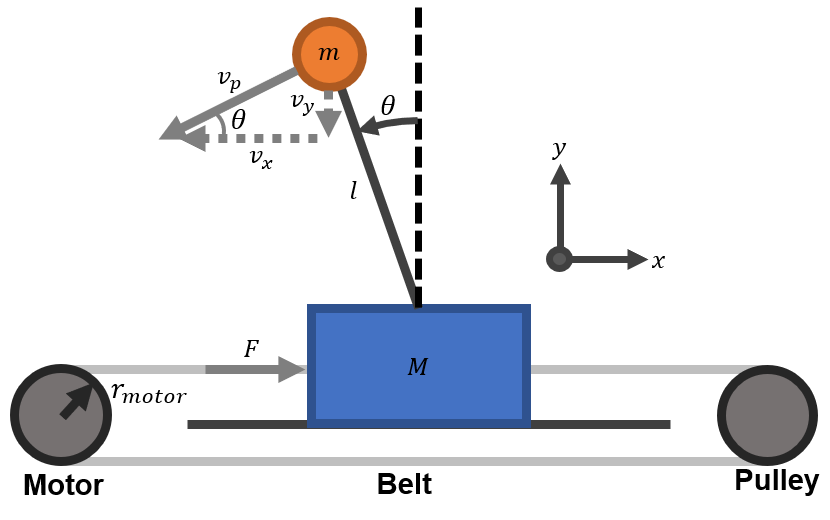 m
v_p
θ
v_y
θ
v_x
l
y
x
F
M
r_motor
Motor
Belt
Pulley